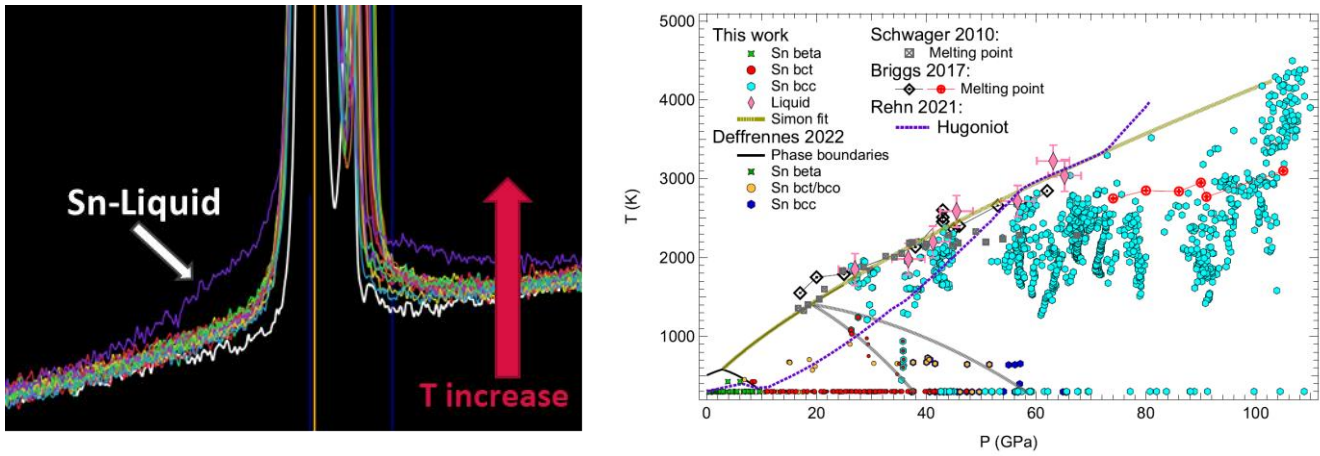 Sn-Liquid
T increase
T (K)
5000
4000
3000
2000
1000
This work
Sn beta
Sn bct
Sn bcc
Liquid
Simon fit
Deffrennes 2022
Phase boundaries
Sn beta
Sn bct/bco
Sn bcc
Schwager 2010:
Melting point
Briggs 2017:
Melting point
Rehn 2021:
Hugoniot
0 20 40 60 80 100
P (GPa)